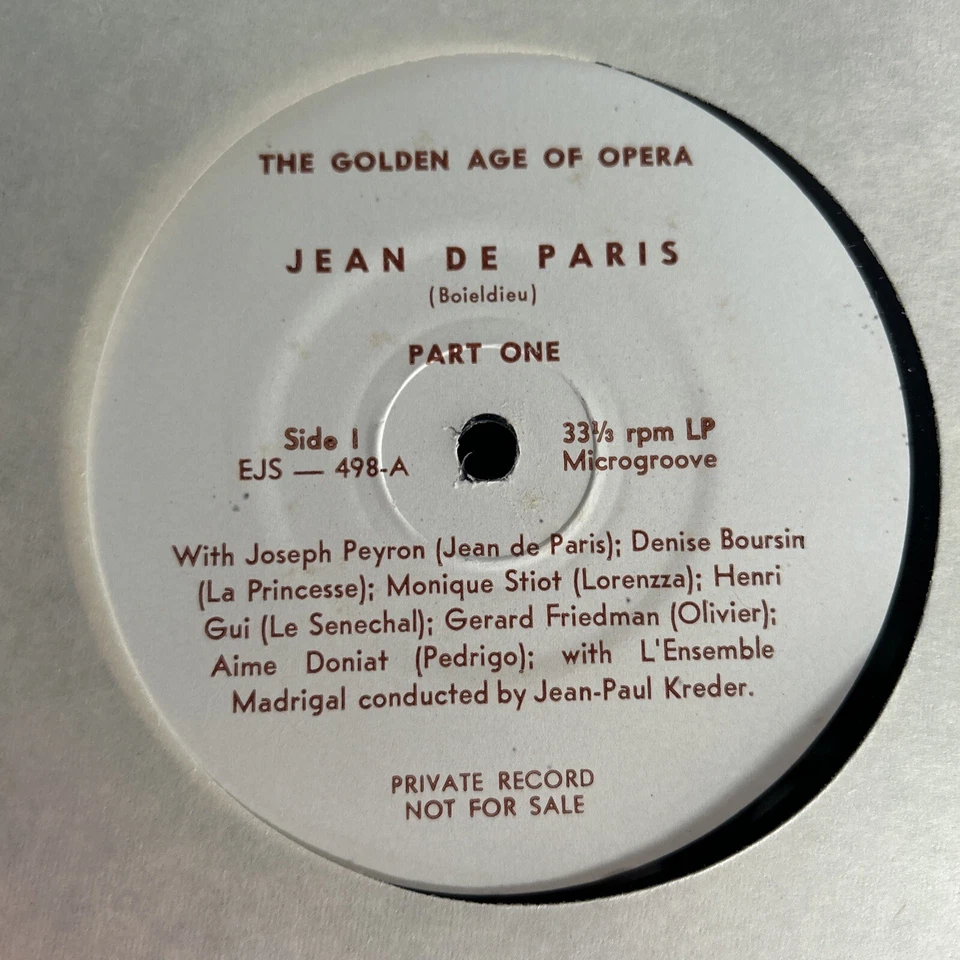 THE GOLDEN AGE OF OPERA
JEAN DE PARIS
(Boieldieu)
PART ONE
Side I
EJS — 498-A
33⅓ rpm LP
Microgroove
With Joseph Peyron (Jean de Paris); Denise Boursin
(La Princesse); Monique Stiot (Lorenzza); Henri
Gui (Le Senechal); Gerard Friedman (Olivier);
Aime Doniat (Pedrigo); with L'Ensemble
Madrigal conducted by Jean-Paul Kreder.
PRIVATE RECORD
NOT FOR SALE